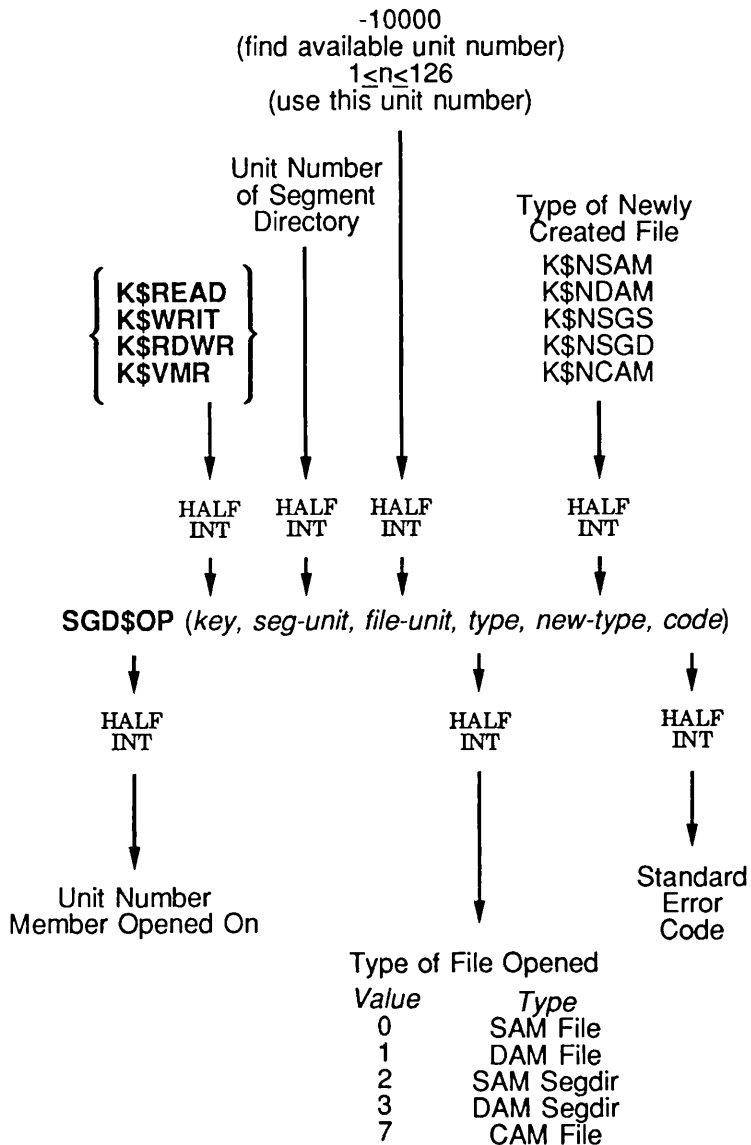 -10000
(find available unit number)
1≤n≤126
(use this unit number)
Unit Number
of Segment
Directory
Type of Newly
Created File
K$NSAM
K$NDAM
K$NSGS
K$NSGD
K$NCAM
K$READ
K$WRIT
K$RDWR
K$VMR
HALF INT
HALF INT
HALF INT
HALF INT
SGD$OP (key, seg-unit, file-unit, type, new-type, code)
HALF INT
HALF INT
HALF INT
Unit Number
Member Opened On
Standard
Error
Code
Type of File Opened
Value Type
0 SAM File
1 DAM File
2 SAM Segdir
3 DAM Segdir
7 CAM File